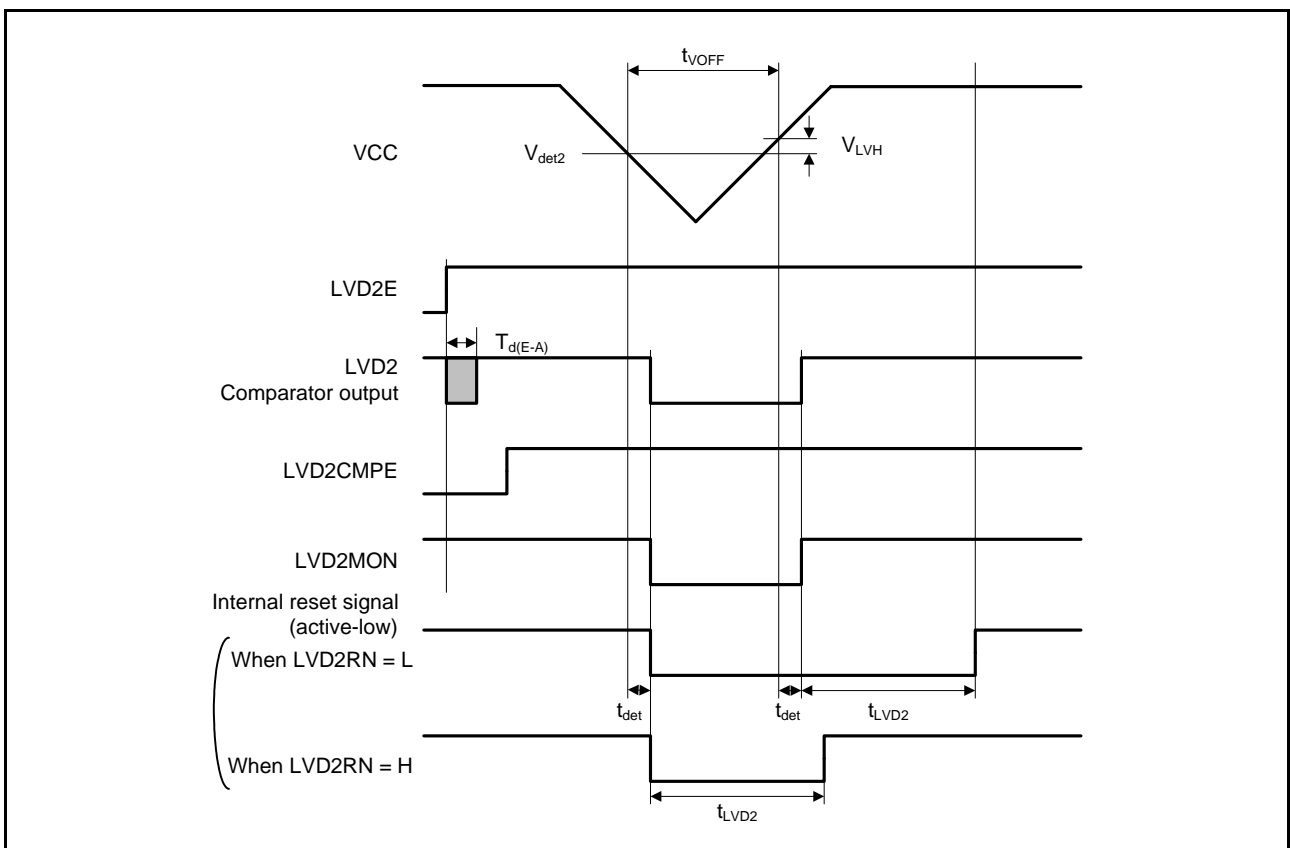 tVOFF
VCC
Vdet2
VLVH
LVD2E
Td(E-A)
LVD2
Comparator output
LVD2CMPE
LVD2MON
Internal reset signal
(active-low)
When LVD2RN = L
tdet
tdet
tLVD2
When LVD2RN = H
tLVD2